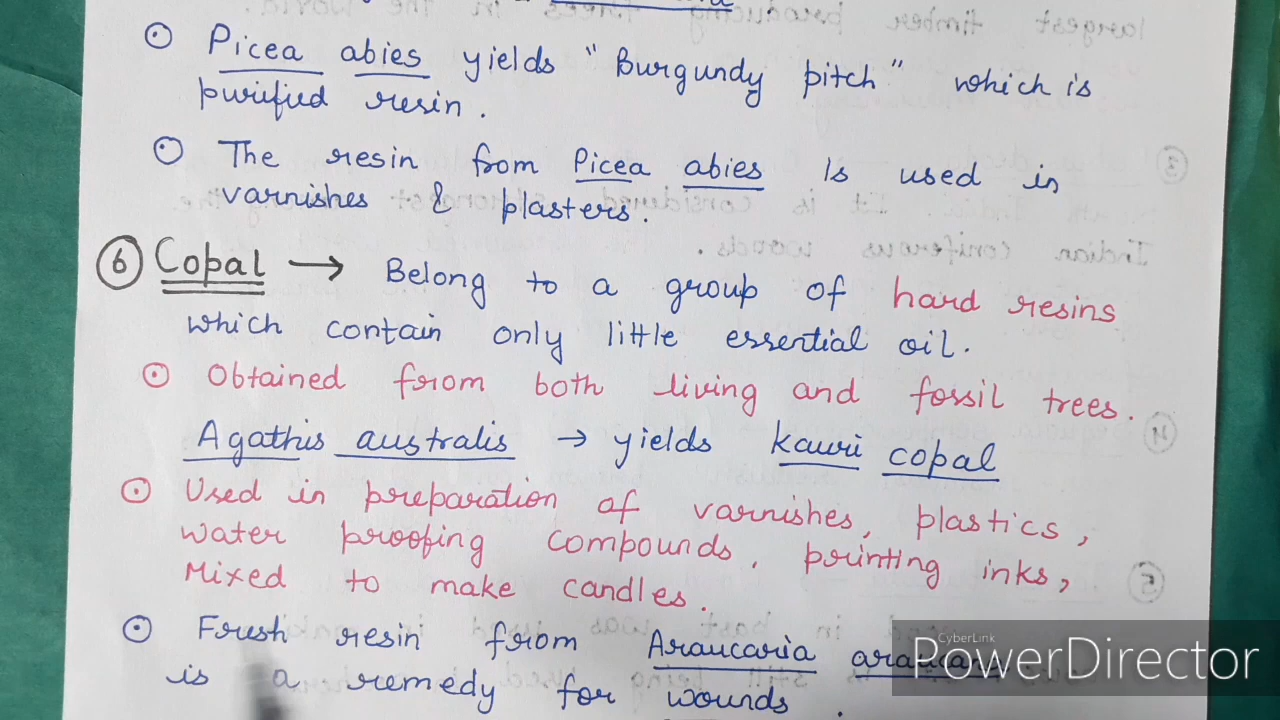 ⊙ Picea abies yields "Burgundy pitch" which is
purified resin.
⊙ The resin from Picea abies is used in
varnishes & plasters.
⑥ Copal → Belong to a group of hard resins
which contain only little essential oil.
⊙ Obtained from both living and fossil trees.
Agathis australis → yields kauri copal
⊙ Used in preparation of varnishes, plastics,
water proofing compounds, printing inks,
Mixed to make candles.
⊙ Fresh resin from Araucaria araucana
is a remedy for wounds.
CyberLink
PowerDirector